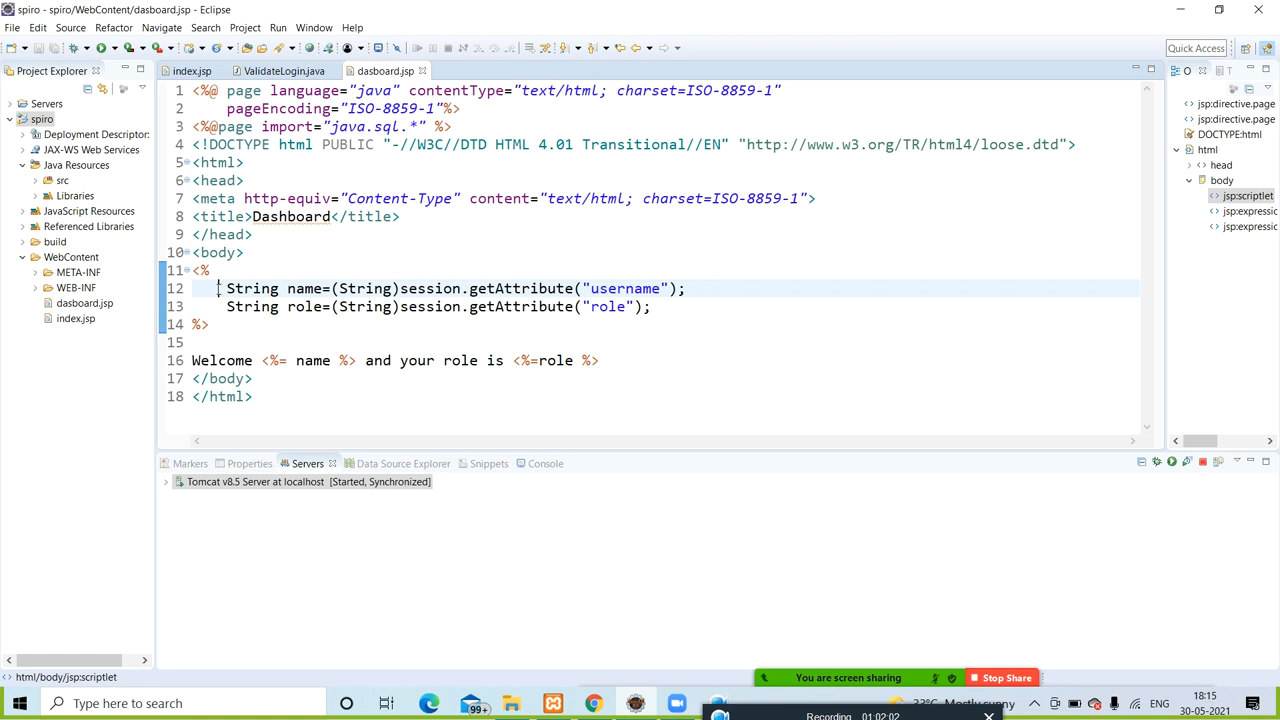 spiro - spiro/WebContent/dasboard.jsp - Eclipse
File Edit Source Refactor Navigate Search Project Run Window Help
Quick Access
Project Explorer
index.jsp ValidateLogin.java dasboard.jsp
O T
Servers
spiro
Deployment Descriptor:
JAX-WS Web Services
Java Resources
src
Libraries
JavaScript Resources
Referenced Libraries
build
WebContent
META-INF
WEB-INF
dasboard.jsp
index.jsp
1 <%@ page language="java" contentType="text/html; charset=ISO-8859-1"
2 pageEncoding="ISO-8859-1"%>
3 <%@page import="java.sql.*" %>
4 <!DOCTYPE html PUBLIC "-//W3C//DTD HTML 4.01 Transitional//EN" "http://www.w3.org/TR/html4/loose.dtd">
5 <html>
6 <head>
7 <meta http-equiv="Content-Type" content="text/html; charset=ISO-8859-1">
8 <title>Dashboard</title>
9 </head>
10 <body>
11 <%
12 String name=(String)session.getAttribute("username");
13 String role=(String)session.getAttribute("role");
14 %>
15
16 Welcome <%= name %> and your role is <%=role %>
17 </body>
18 </html>
jsp:directive.page
jsp:directive.page
DOCTYPE:html
html
head
body
jsp:scriptlet
jsp:expressic
jsp:expressic
Markers Properties Servers Data Source Explorer Snippets Console
Tomcat v8.5 Server at localhost [Started, Synchronized]
html/body/jsp:scriptlet
You are screen sharing Stop Share
Type here to search
99+
33°C Mostly sunny
ENG
18:15
30-05-2021
Recording 01:02:02